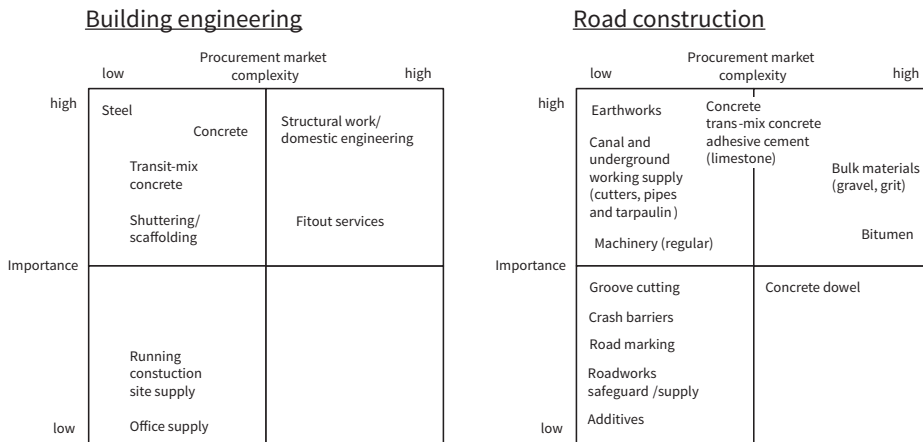 Building engineering
Procurement market
complexity
low
high
high
Importance
low
Steel
Concrete
Transit-mix
concrete
Shuttering/
scaffolding
Structural work/
domestic engineering
Fitout services
Running
constuction
site supply
Office supply
Road construction
Procurement market
complexity
low
high
high
Importance
low
Earthworks
Canal and
underground
working supply
(cutters, pipes
and tarpaulin)
Machinery (regular)
Concrete
trans-mix concrete
adhesive cement
(limestone)
Bulk materials
(gravel, grit)
Bitumen
Groove cutting
Crash barriers
Road marking
Roadworks
safeguard /supply
Additives
Concrete dowel